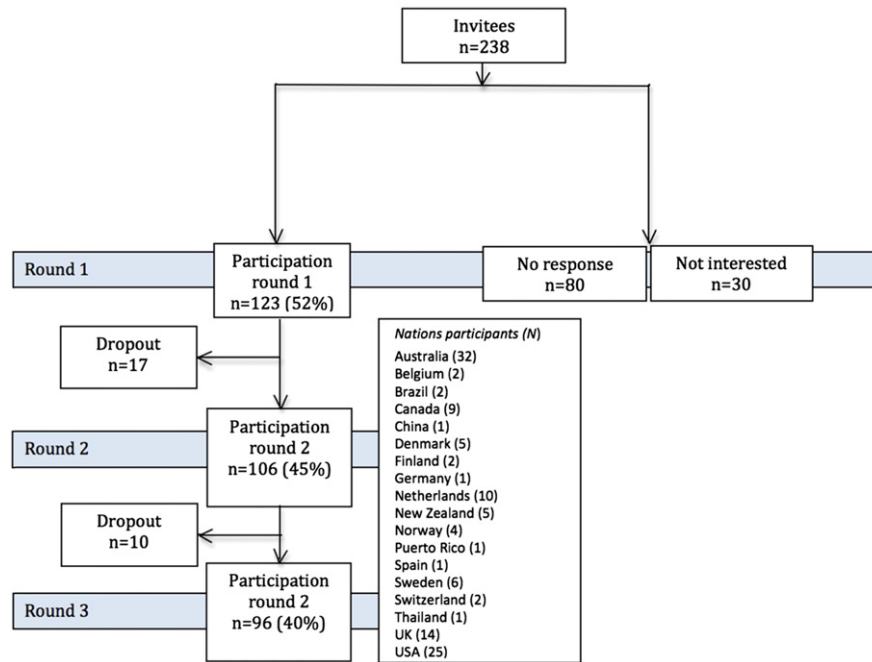 Invitees
n=238
Round 1
Participation
round 1
n=123 (52%)
No response
n=80
Not interested
n=30
Dropout
n=17
Nations participants (N)
Australia (32)
Belgium (2)
Brazil (2)
Canada (9)
China (1)
Denmark (5)
Finland (2)
Germany (1)
Netherlands (10)
New Zealand (5)
Norway (4)
Puerto Rico (1)
Spain (1)
Sweden (6)
Switzerland (2)
Thailand (1)
UK (14)
USA (25)
Round 2
Participation
round 2
n=106 (45%)
Dropout
n=10
Round 3
Participation
round 2
n=96 (40%)